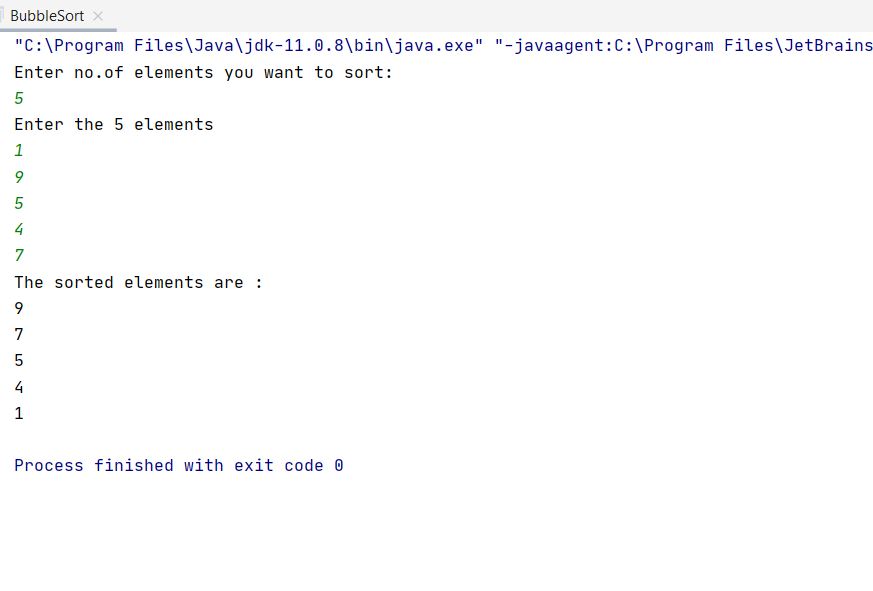 BubbleSort
"C:\Program Files\Java\jdk-11.0.8\bin\java.exe" "-javaagent:C:\Program Files\JetBrains
Enter no.of elements you want to sort:
5
Enter the 5 elements
1
9
5
4
7
The sorted elements are :
9
7
5
4
1
Process finished with exit code 0